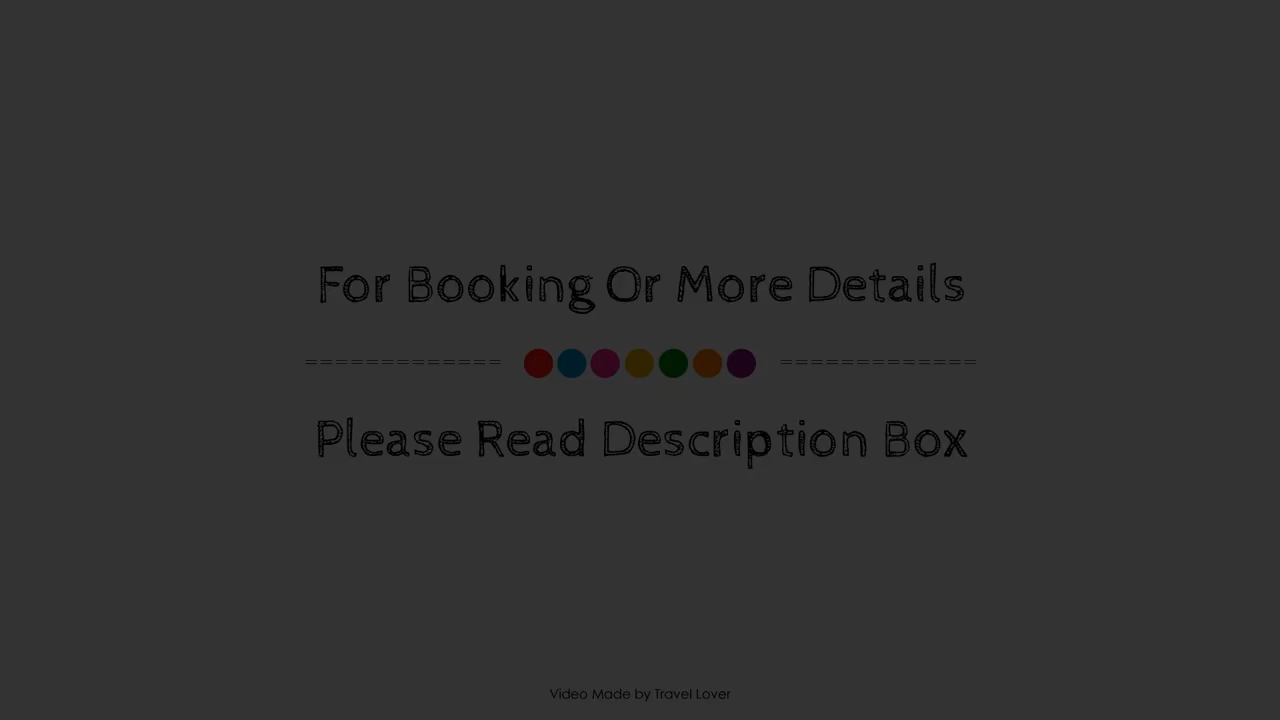 For Booking Or More Details
============= =============
Please Read Description Box
Video Made by Travel Lover